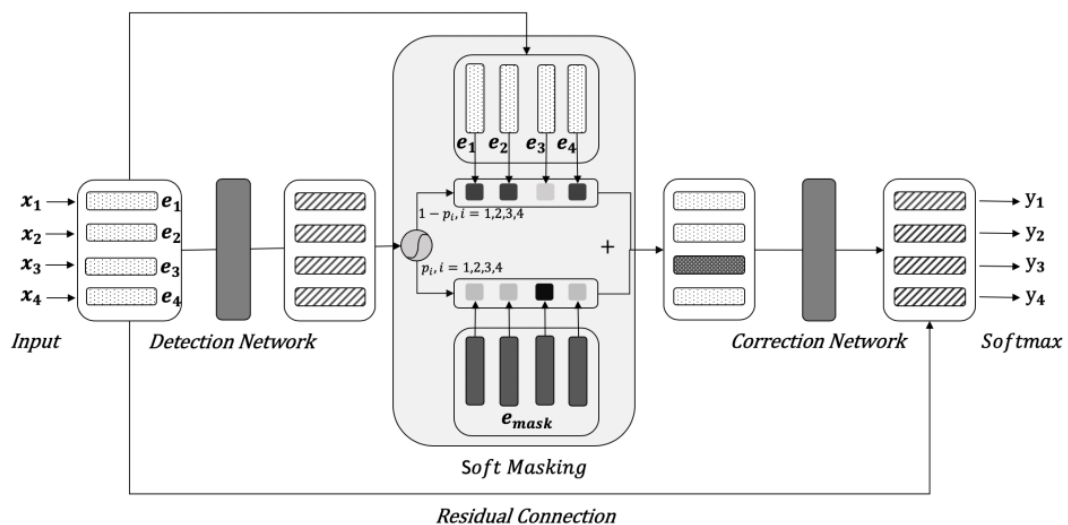 e₁ e₂ e₃ e₄
x₁ e₁
x₂ e₂
x₃ e₃
x₄ e₄
1 − pᵢ, i = 1,2,3,4
+
pᵢ, i = 1,2,3,4
e_mask
y₁
y₂
y₃
y₄
Input
Detection Network
Correction Network
Softmax
Soft Masking
Residual Connection